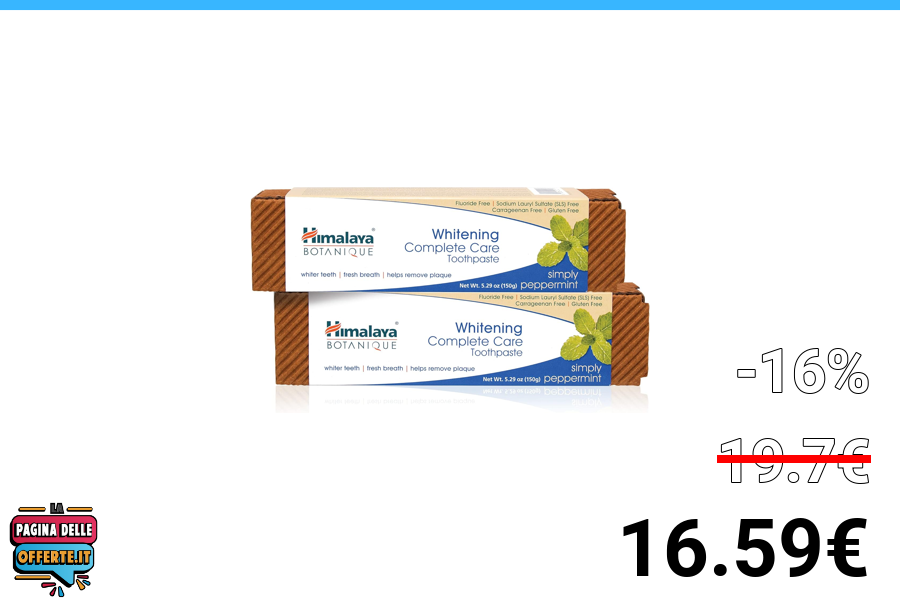 Fluoride Free | Sodium Lauryl Sulfate (SLS) Free
Carrageenan Free | Gluten Free
Himalaya®
BOTANIQUE
Whitening
Complete Care
Toothpaste
whiter teeth | fresh breath | helps remove plaque
simply
Net Wt. 5.29 oz (150g) peppermint
Fluoride Free | Sodium Lauryl Sulfate (SLS) Free
Carrageenan Free | Gluten Free
Himalaya®
BOTANIQUE
Whitening
Complete Care
Toothpaste
whiter teeth | fresh breath | helps remove plaque
simply
Net Wt. 5.29 oz (150g) peppermint
-16%
19.7€
16.59€
LA
PAGINA DELLE
OFFERTE.IT